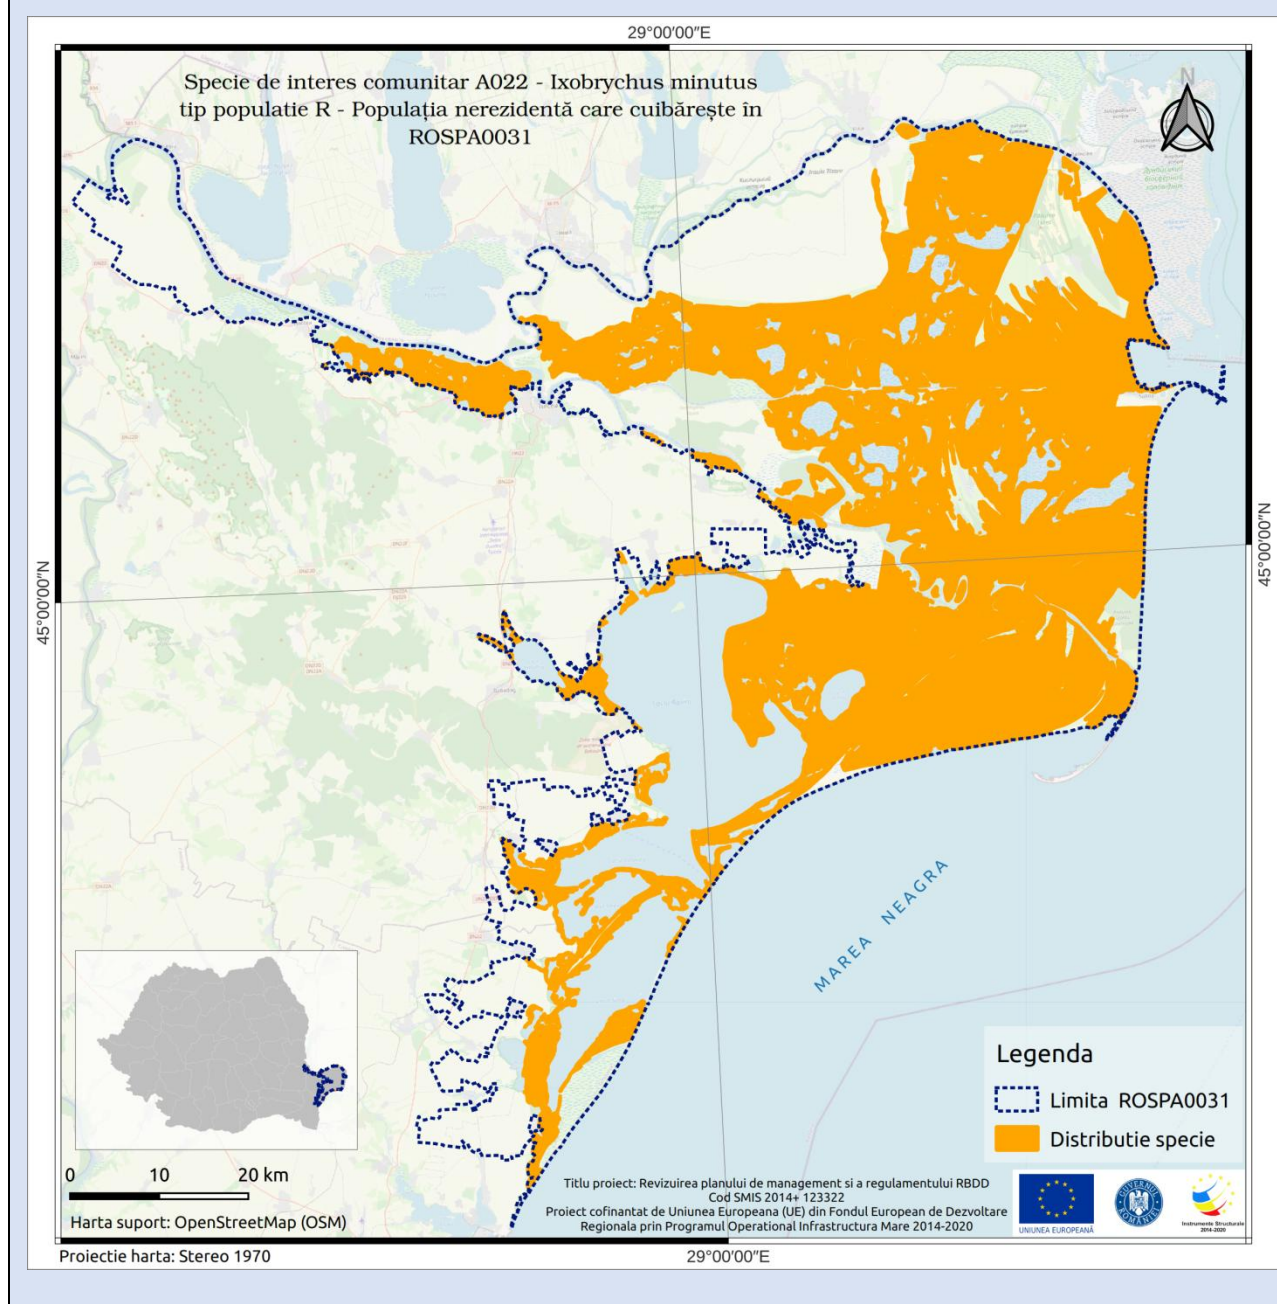 29°00′00″E
Specie de interes comunitar A022 - Ixobrychus minutus
tip populatie R - Populația nerezidentă care cuibărește în
ROSPA0031
N
45°00′00″N
45°00′00″N
MAREA NEAGRA
Legenda
Limita ROSPA0031
Distributie specie
0 10 20 km
Harta suport: OpenStreetMap (OSM)
Titlu proiect: Revizuirea planului de management si a regulamentului RBDD
Cod SMIS 2014+ 123322
Proiect cofinantat de Uniunea Europeana (UE) din Fondul European de Dezvoltare
Regionala prin Programul Operational Infrastructura Mare 2014-2020
UNIUNEA EUROPEANĂ
GUVERNUL ROMÂNIEI
Instrumente Structurale
2014-2020
Proiectie harta: Stereo 1970
29°00′00″E